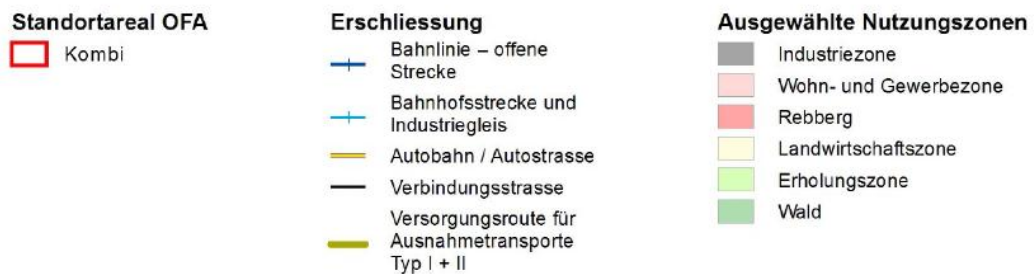 Standortareal OFA
Kombi
Erschliessung
Bahnlinie – offene
Strecke
Bahnhofsstrecke und
Industriegleis
Autobahn / Autostrasse
Verbindungsstrasse
Versorgungsroute für
Ausnahmetransporte
Typ I + II
Ausgewählte Nutzungszonen
Industriezone
Wohn- und Gewerbezone
Rebberg
Landwirtschaftszone
Erholungszone
Wald